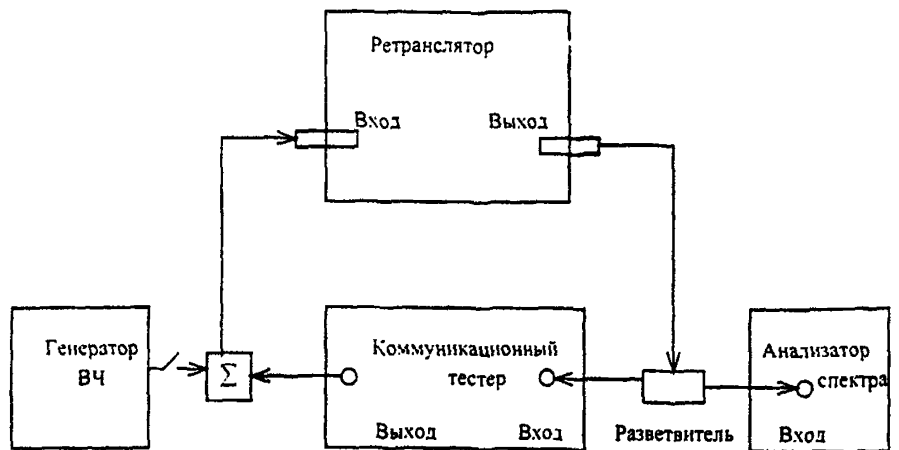 Ретранслятор
Вход
Выход
Генератор
ВЧ
Σ
Коммуникационный
тестер
Выход
Вход
Разветвитель
Анализатор
спектра
Вход